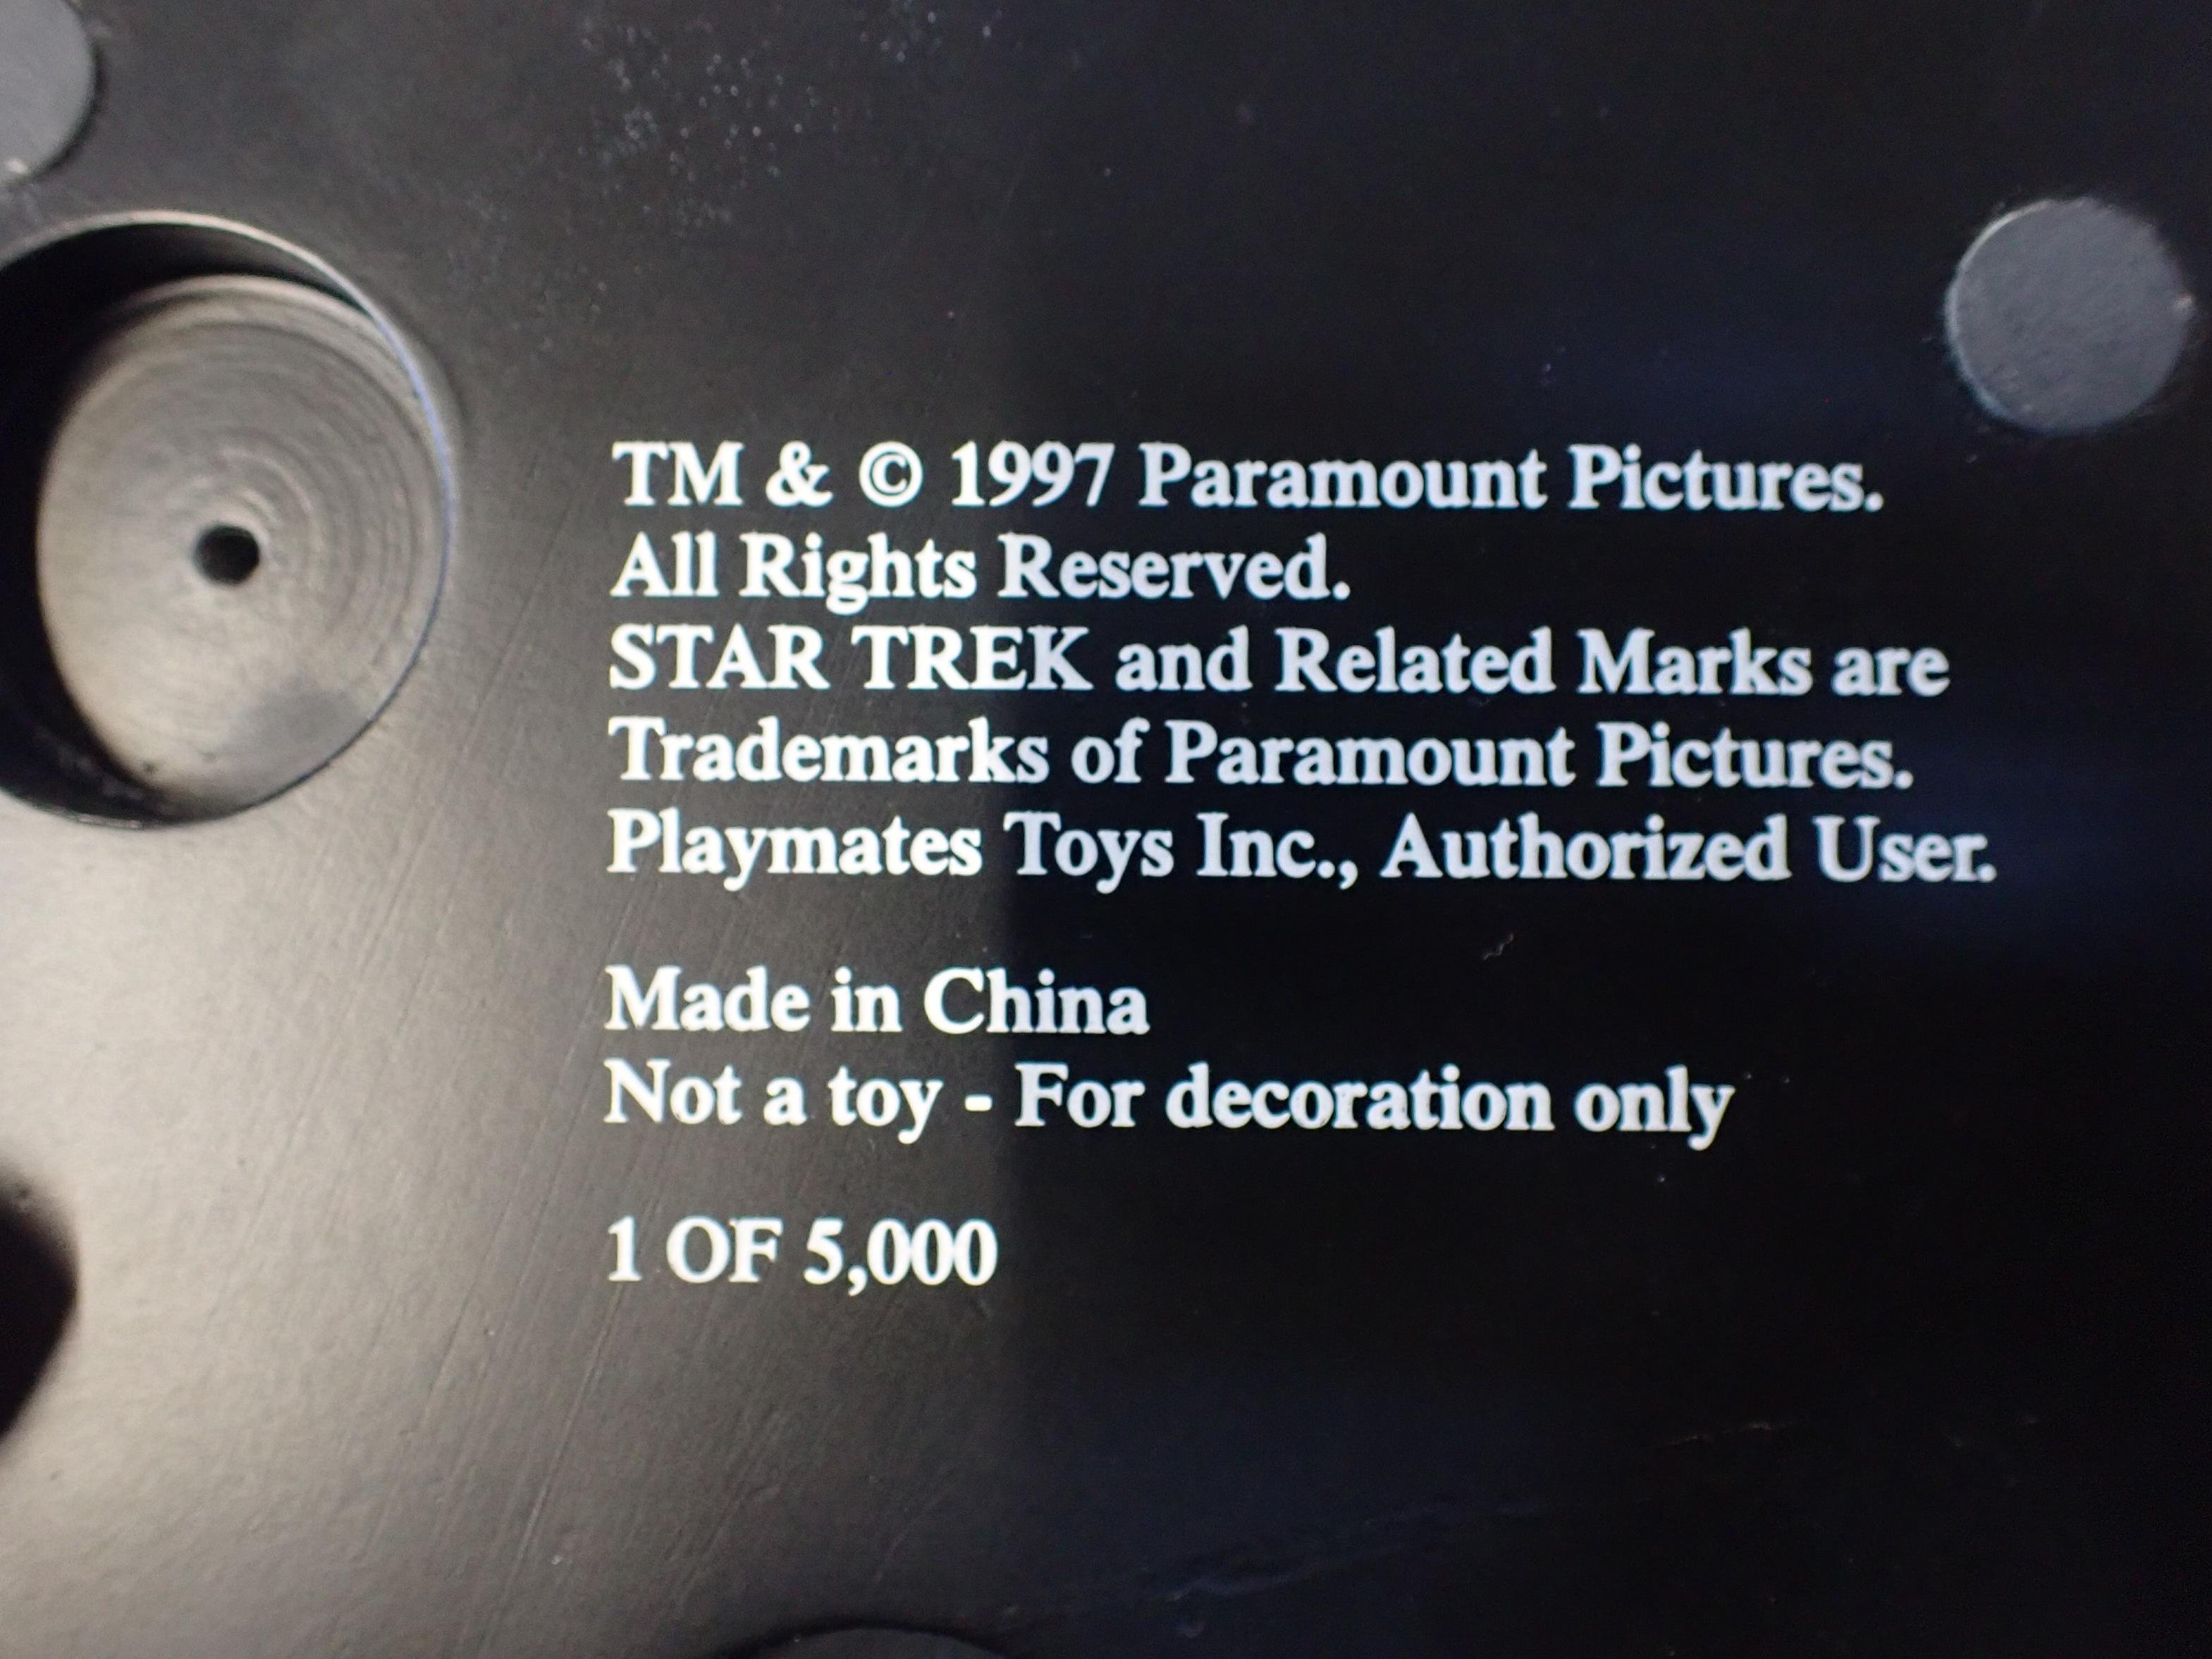 TM & © 1997 Paramount Pictures.
All Rights Reserved.
STAR TREK and Related Marks are
Trademarks of Paramount Pictures.
Playmates Toys Inc., Authorized User.
Made in China
Not a toy - For decoration only
1 OF 5,000